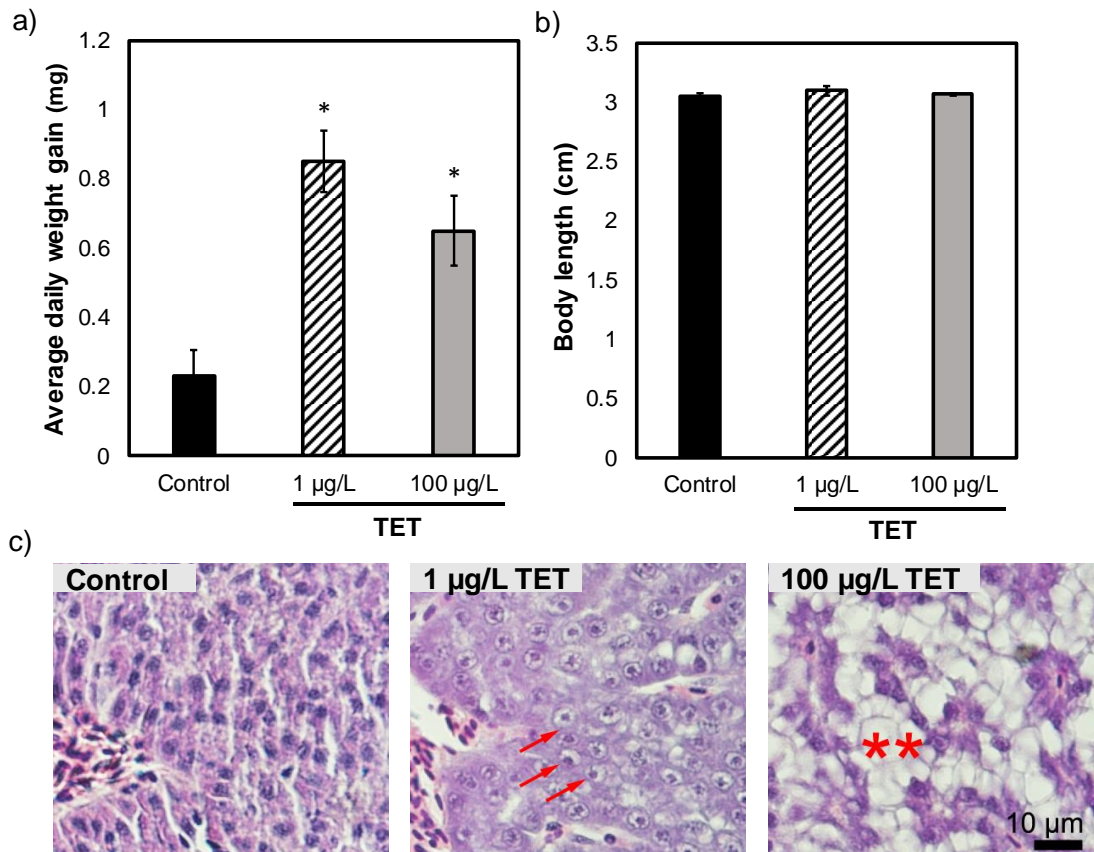 a)
Average daily weight gain (mg)
1.2
1
0.8
0.6
0.4
0.2
0
*
*
Control
1 µg/L
100 µg/L
TET
b)
Body length (cm)
3.5
3
2.5
2
1.5
1
0.5
0
Control
1 µg/L
100 µg/L
TET
c)
Control
1 µg/L TET
100 µg/L TET
**
10 µm